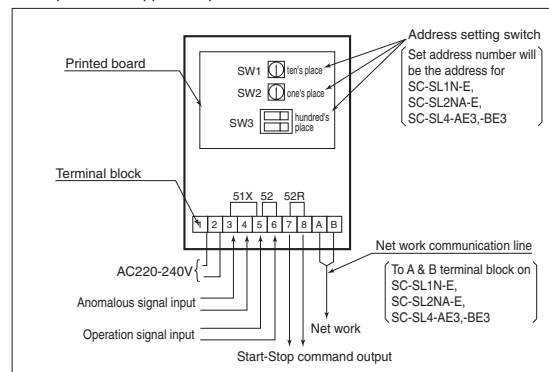 Address setting switch
Set address number will
be the address for
SC-SL1N-E,
SC-SL2NA-E,
SC-SL4-AE3,-BE3
Printed board
SW1 ten's place
SW2 one's place
SW3 hundred's
place
Terminal block
51X 52 52R
1 2 3 4 5 6 7 8 A B
AC220-240V
Net work communication line
To A & B terminal block on
SC-SL1N-E,
SC-SL2NA-E,
SC-SL4-AE3,-BE3
Anomalous signal input
Operation signal input
Net work
Start-Stop command output